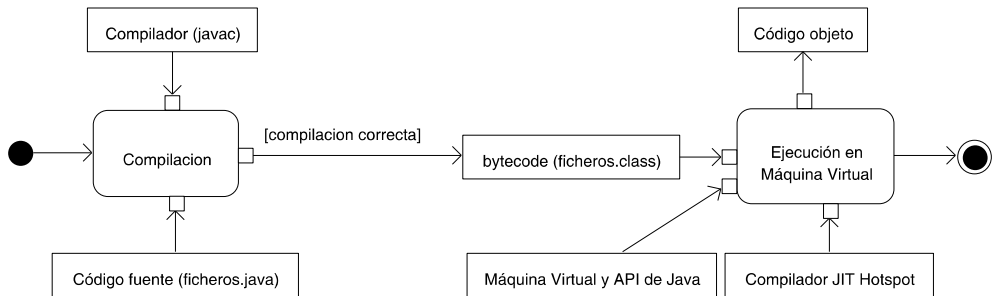 Compilador (javac)
Código objeto
[compilacion correcta]
Compilacion
bytecode (ficheros.class)
Ejecución en
Máquina Virtual
Código fuente (ficheros.java)
Máquina Virtual y API de Java
Compilador JIT Hotspot